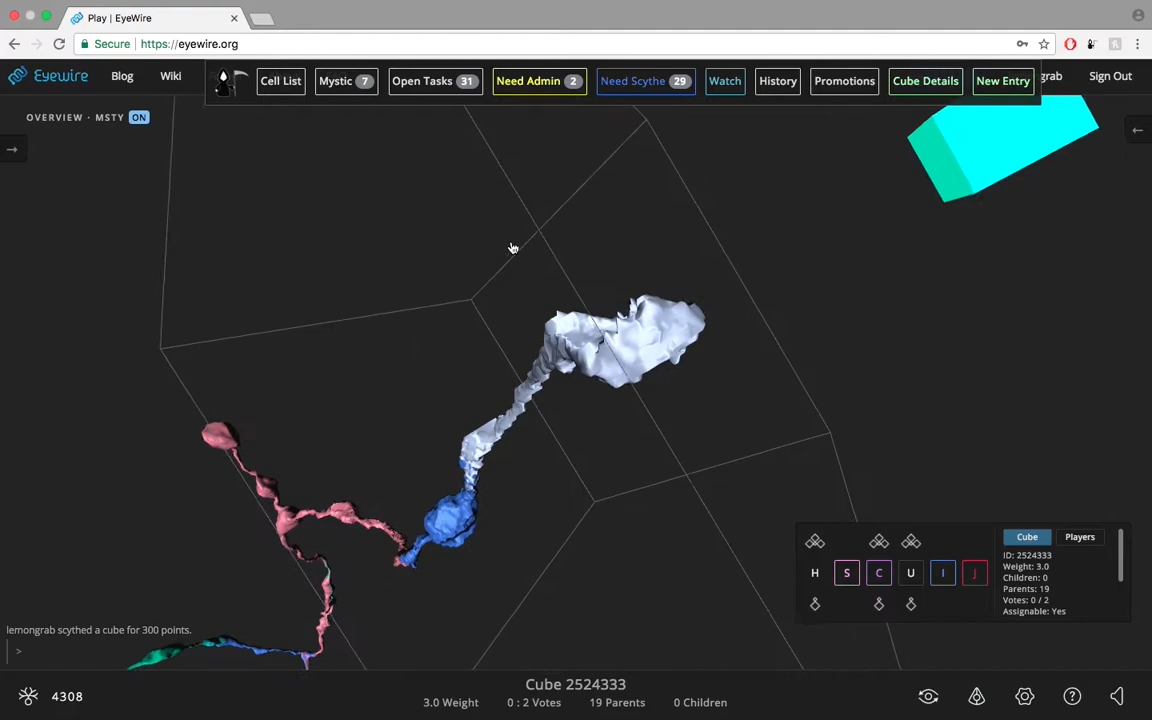 Play | EyeWire
Secure
https://eyewire.org
Eyewire
Blog
Wiki
Cell List
Mystic 7
Open Tasks 31
Need Admin 2
Need Scythe 29
Watch
History
Promotions
Cube Details
New Entry
grab
Sign Out
OVERVIEW · MSTY ON
Cube
Players
ID: 2524333
Weight: 3.0
Children: 0
Parents: 19
Votes: 0 / 2
Assignable: Yes
H S C U I J
lemongrab scythed a cube for 300 points.
>
4308
Cube 2524333
3.0 Weight
0 : 2 Votes
19 Parents
0 Children